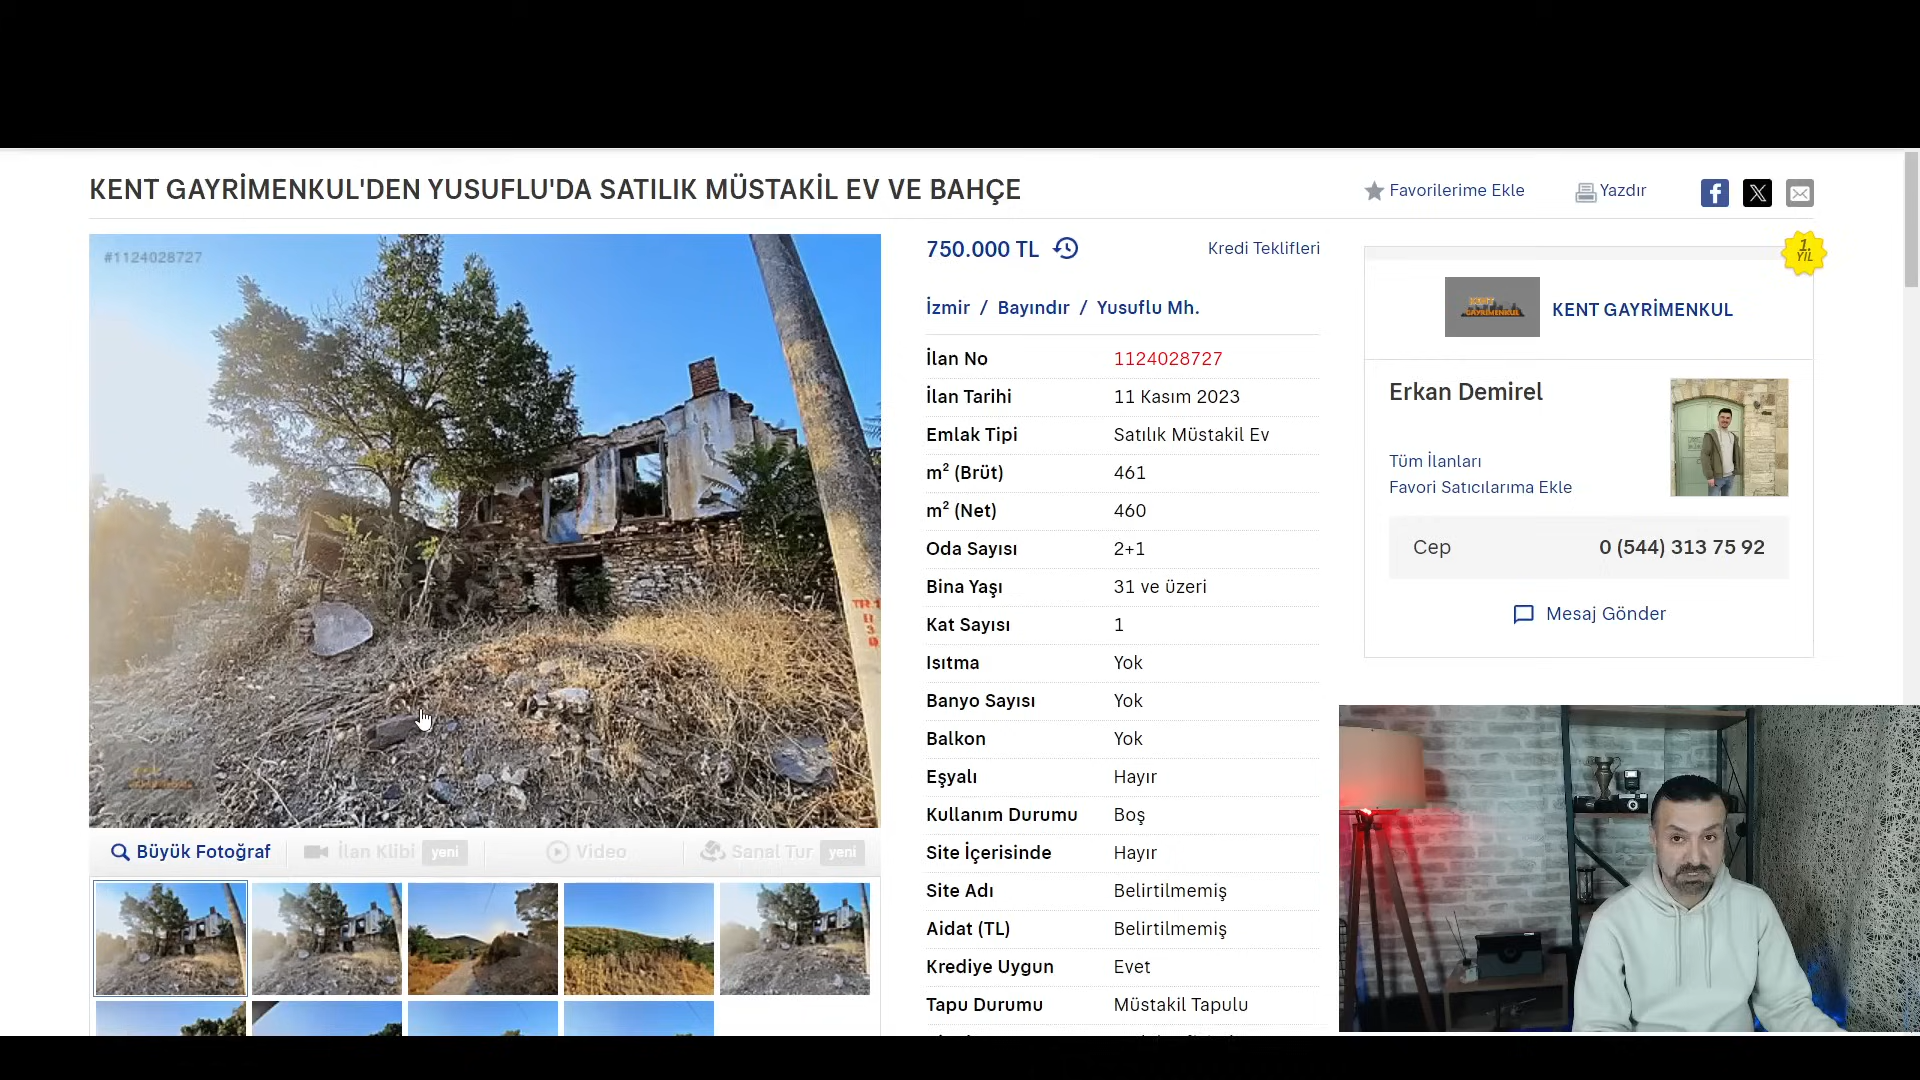 KENT GAYRİMENKUL'DEN YUSUFLU'DA SATILIK MÜSTAKİL EV VE BAHÇE
Favorilerime Ekle
Yazdır
#1124028727
750.000 TL
Kredi Teklifleri
İzmir / Bayındır / Yusuflu Mh.
İlan No 1124028727
İlan Tarihi 11 Kasım 2023
Emlak Tipi Satılık Müstakil Ev
m² (Brüt) 461
m² (Net) 460
Oda Sayısı 2+1
Bina Yaşı 31 ve üzeri
Kat Sayısı 1
Isıtma Yok
Banyo Sayısı Yok
Balkon Yok
Eşyalı Hayır
Kullanım Durumu Boş
Site İçerisinde Hayır
Site Adı Belirtilmemiş
Aidat (TL) Belirtilmemiş
Krediye Uygun Evet
Tapu Durumu Müstakil Tapulu
1.
YIL
KENT
GAYRİMENKUL
KENT GAYRİMENKUL
Erkan Demirel
Tüm İlanları
Favori Satıcılarıma Ekle
Cep 0 (544) 313 75 92
Mesaj Gönder
Büyük Fotoğraf
İlan Klibi yeni
Video
Sanal Tur yeni